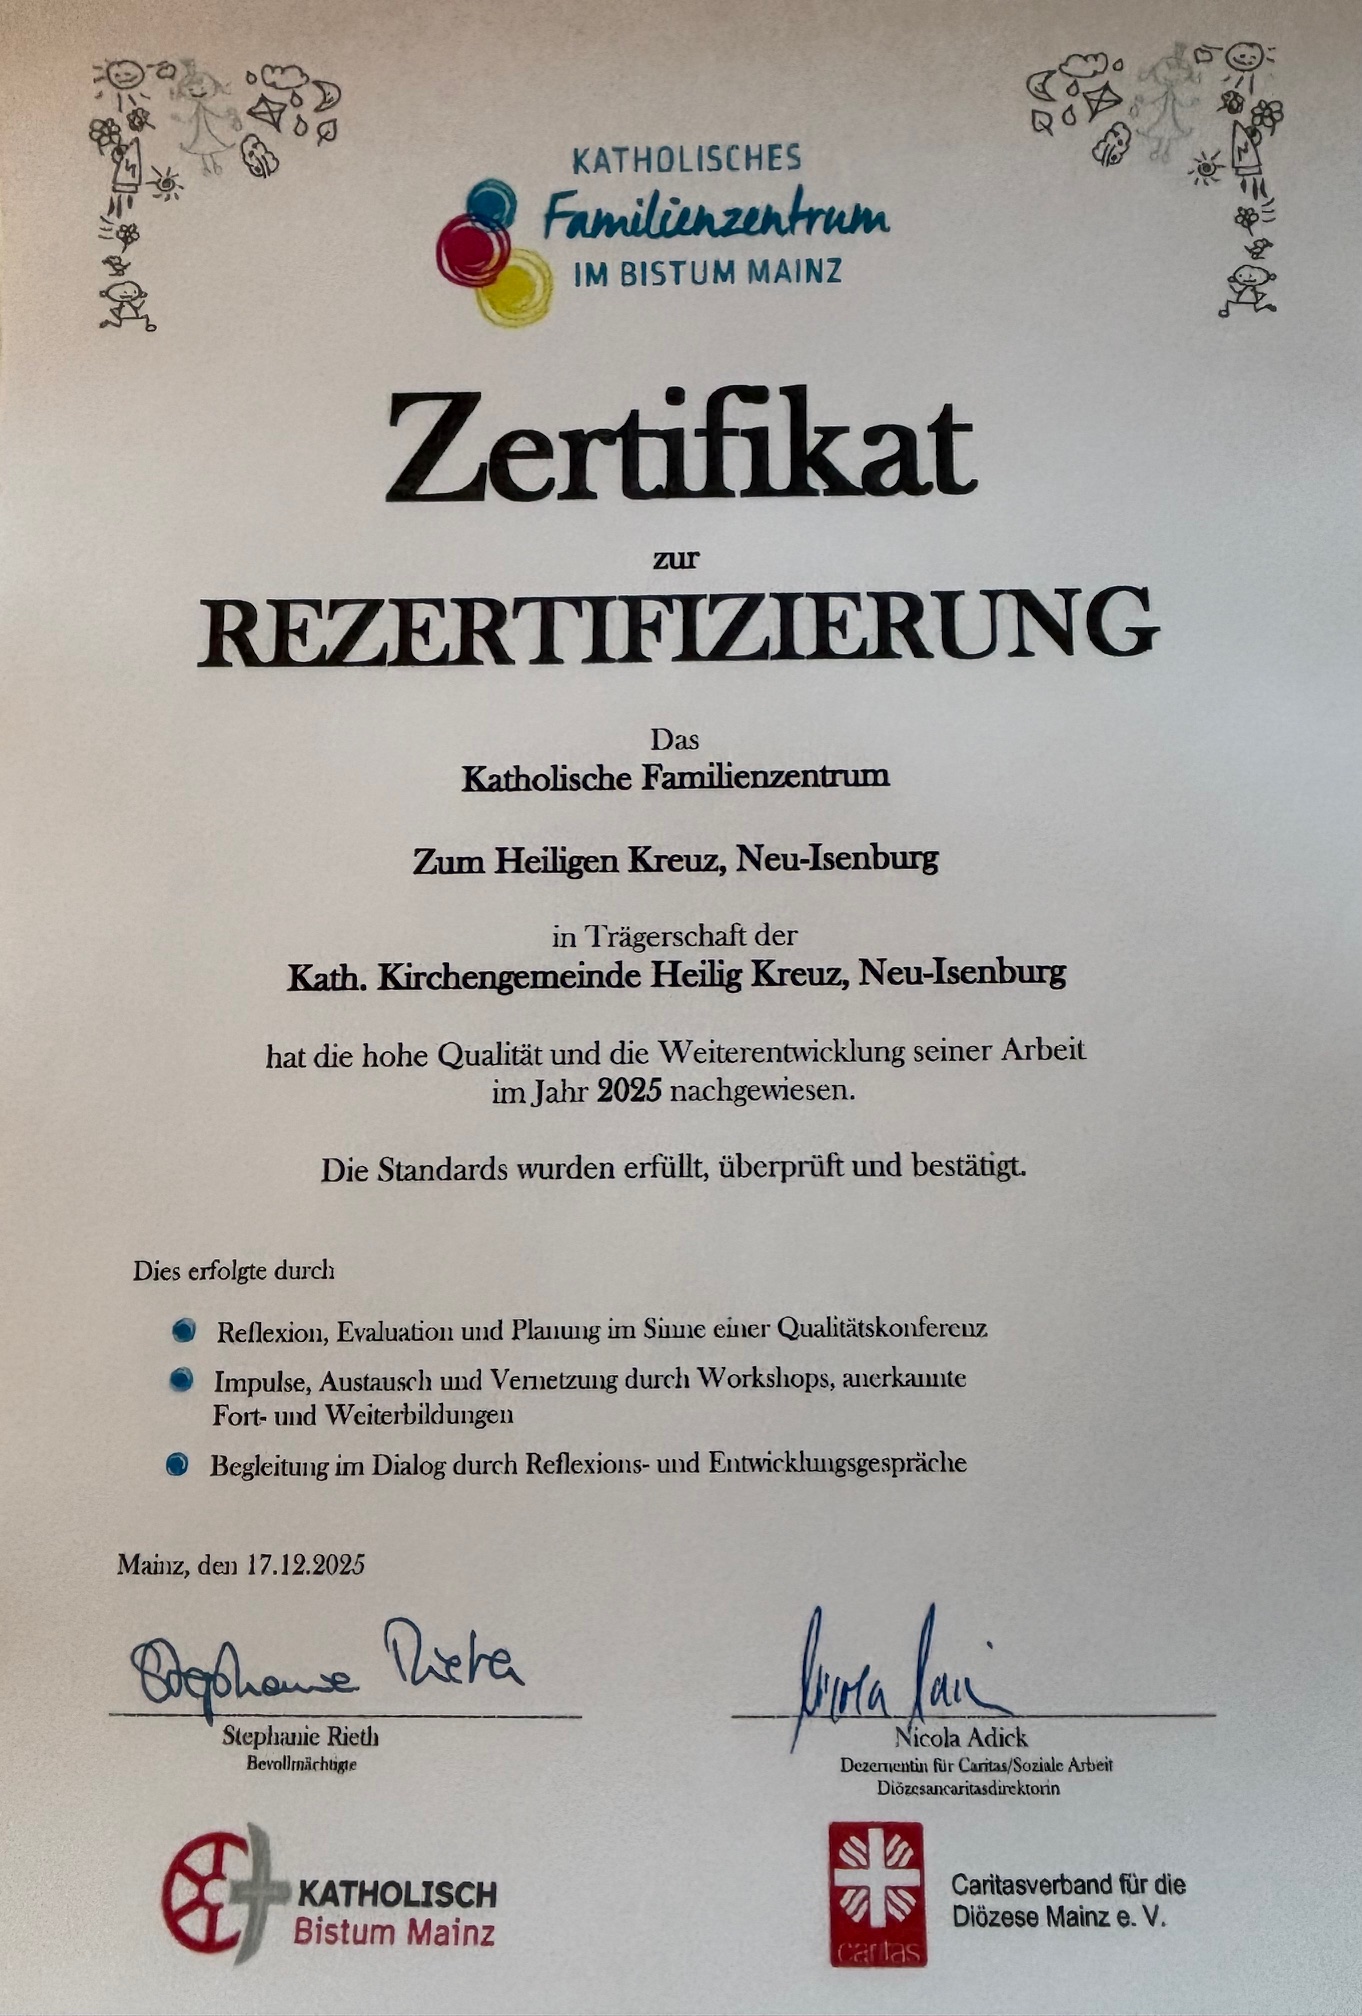 KATHOLISCHES
Familienzentrum
IM BISTUM MAINZ
Zertifikat
zur
REZERTIFIZIERUNG
Das
Katholische Familienzentrum
Zum Heiligen Kreuz, Neu-Isenburg
in Trägerschaft der
Kath. Kirchengemeinde Heilig Kreuz, Neu-Isenburg
hat die hohe Qualität und die Weiterentwicklung seiner Arbeit
im Jahr 2025 nachgewiesen.
Die Standards wurden erfüllt, überprüft und bestätigt.
Dies erfolgte durch
Reflexion, Evaluation und Planung im Sinne einer Qualitätskonferenz
Impulse, Austausch und Vernetzung durch Workshops, anerkannte
Fort- und Weiterbildungen
Begleitung im Dialog durch Reflexions- und Entwicklungsgespräche
Mainz, den 17.12.2025
Stephanie Rieth
Stephanie Rieth
Bevollmächtigte
Nicola
Nicola Adick
Dezernentin für Caritas/Soziale Arbeit
Diözesancaritasdirektorin
KATHOLISCH
Bistum Mainz
caritas
Caritasverband für die
Diözese Mainz e. V.